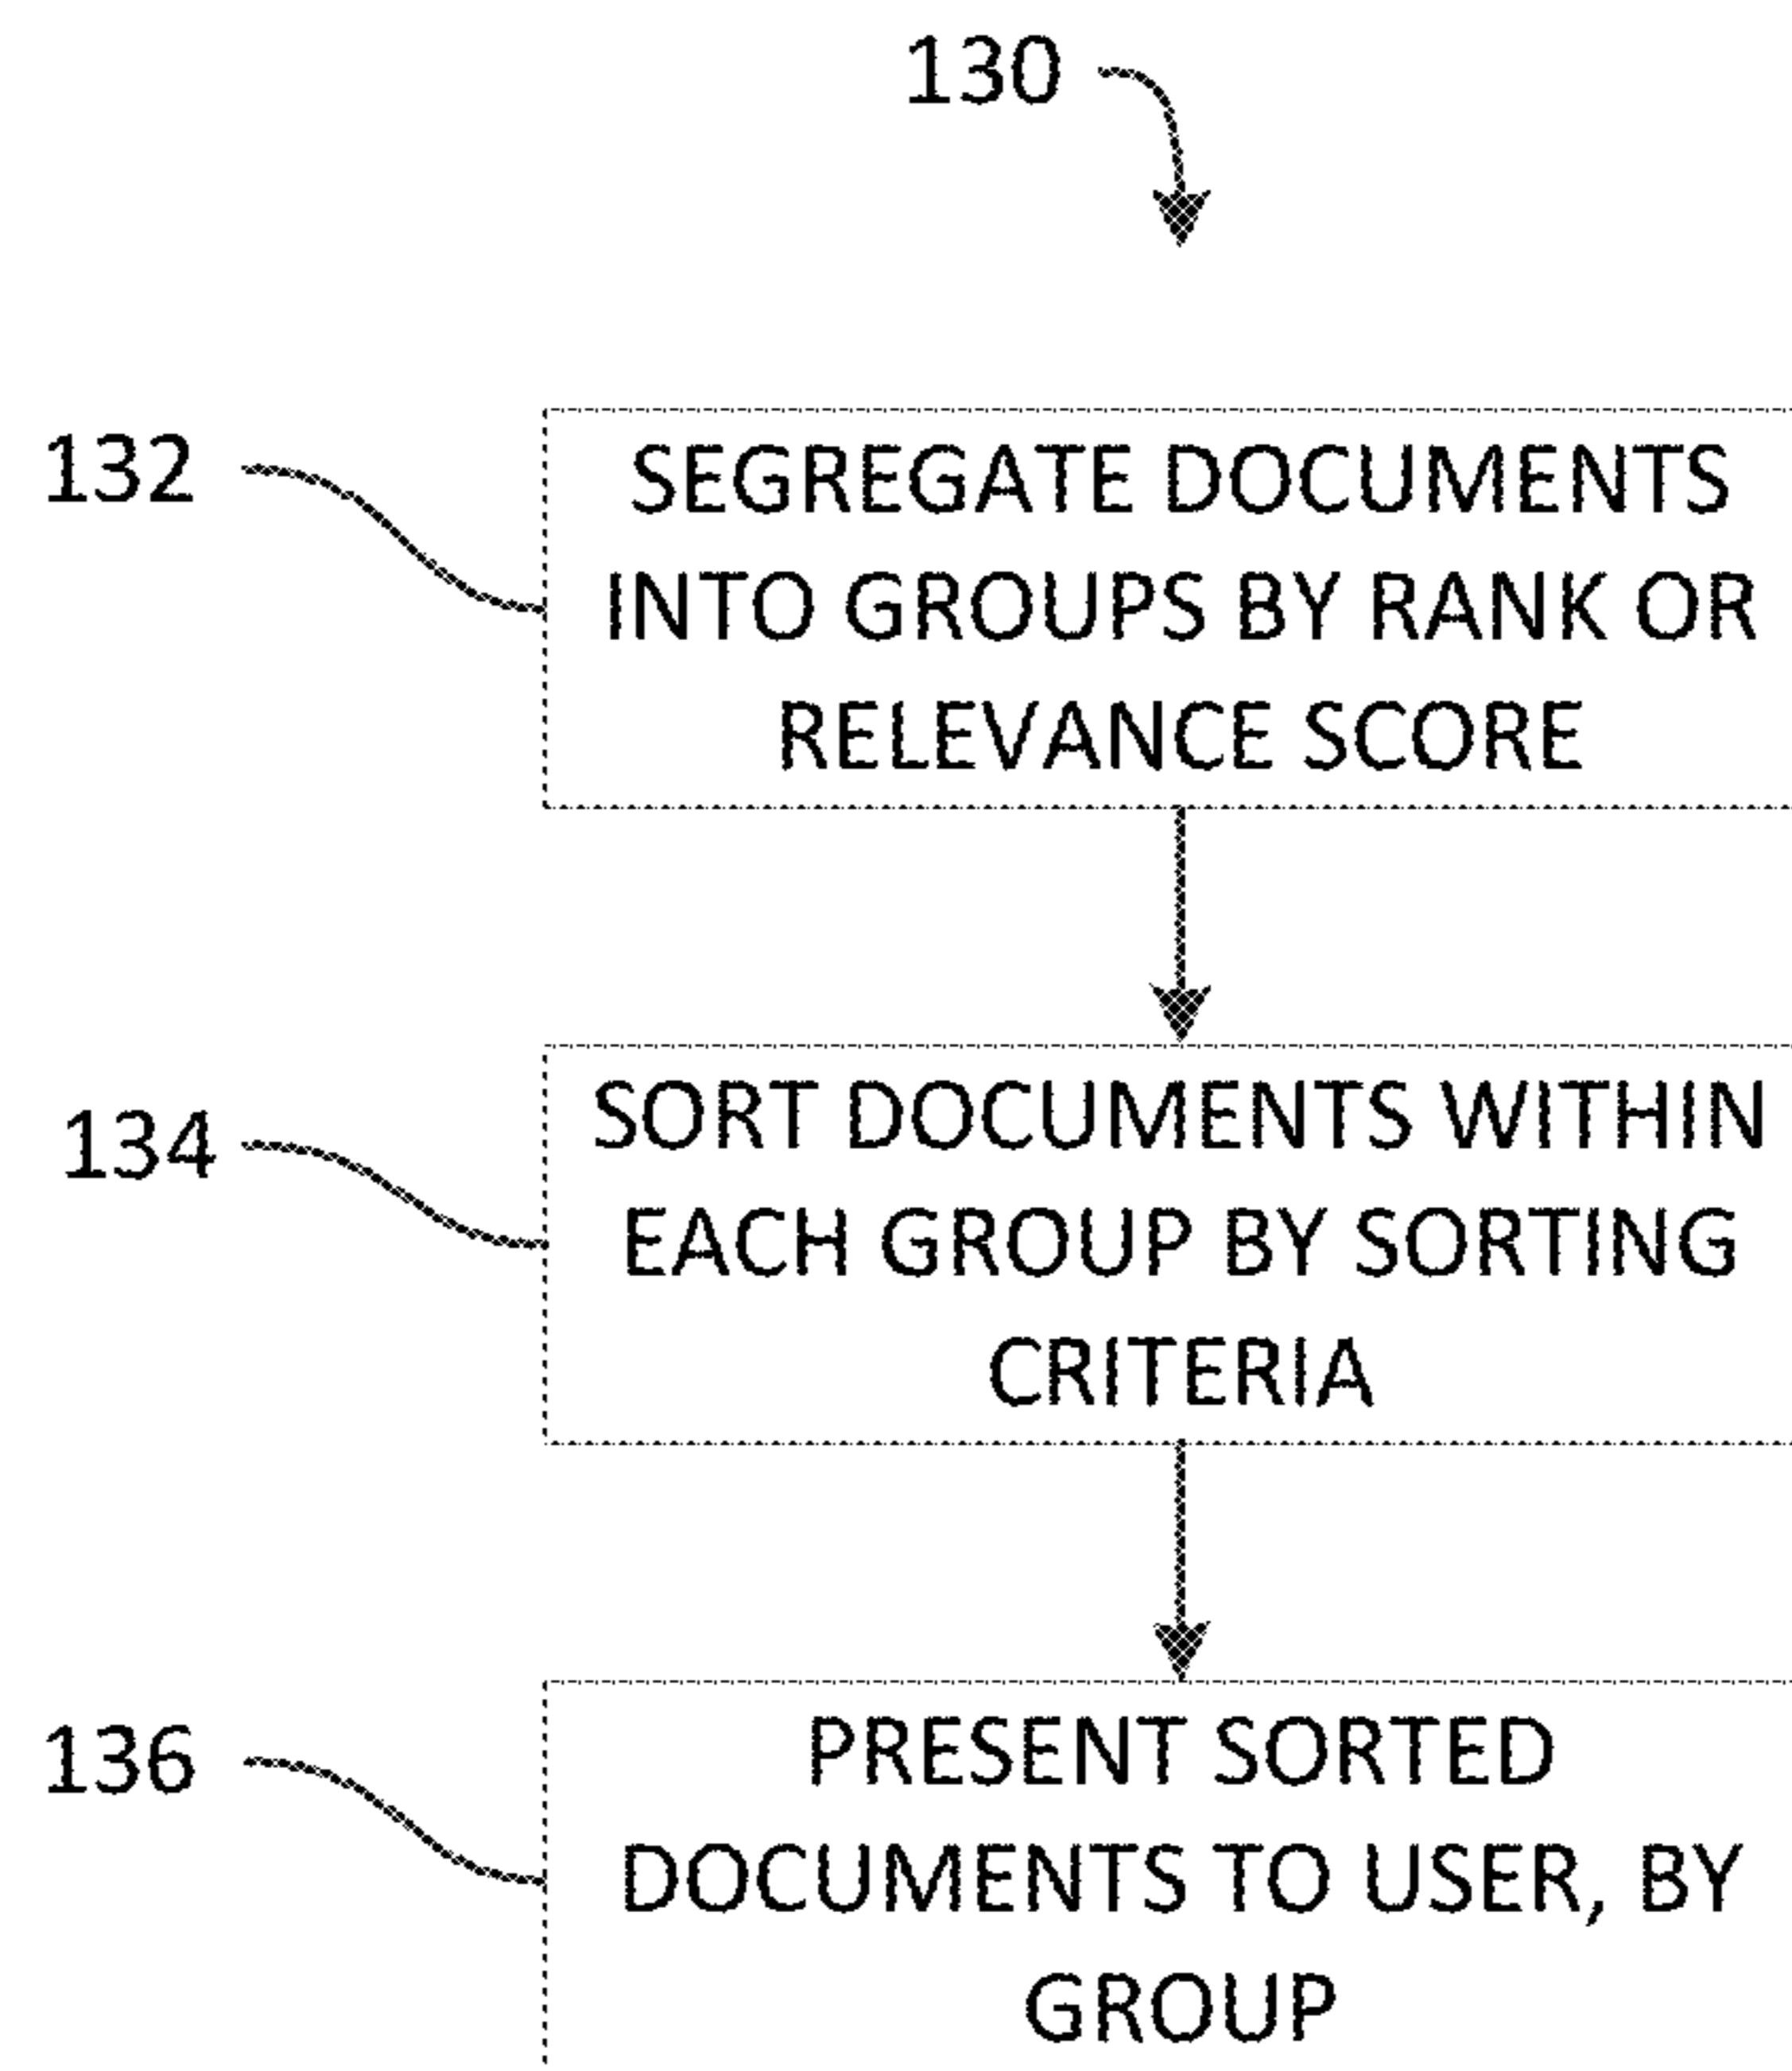 130
132
SEGREGATE DOCUMENTS
INTO GROUPS BY RANK OR
RELEVANCE SCORE
134
SORT DOCUMENTS WITHIN
EACH GROUP BY SORTING
CRITERIA
136
PRESENT SORTED
DOCUMENTS TO USER, BY
GROUP